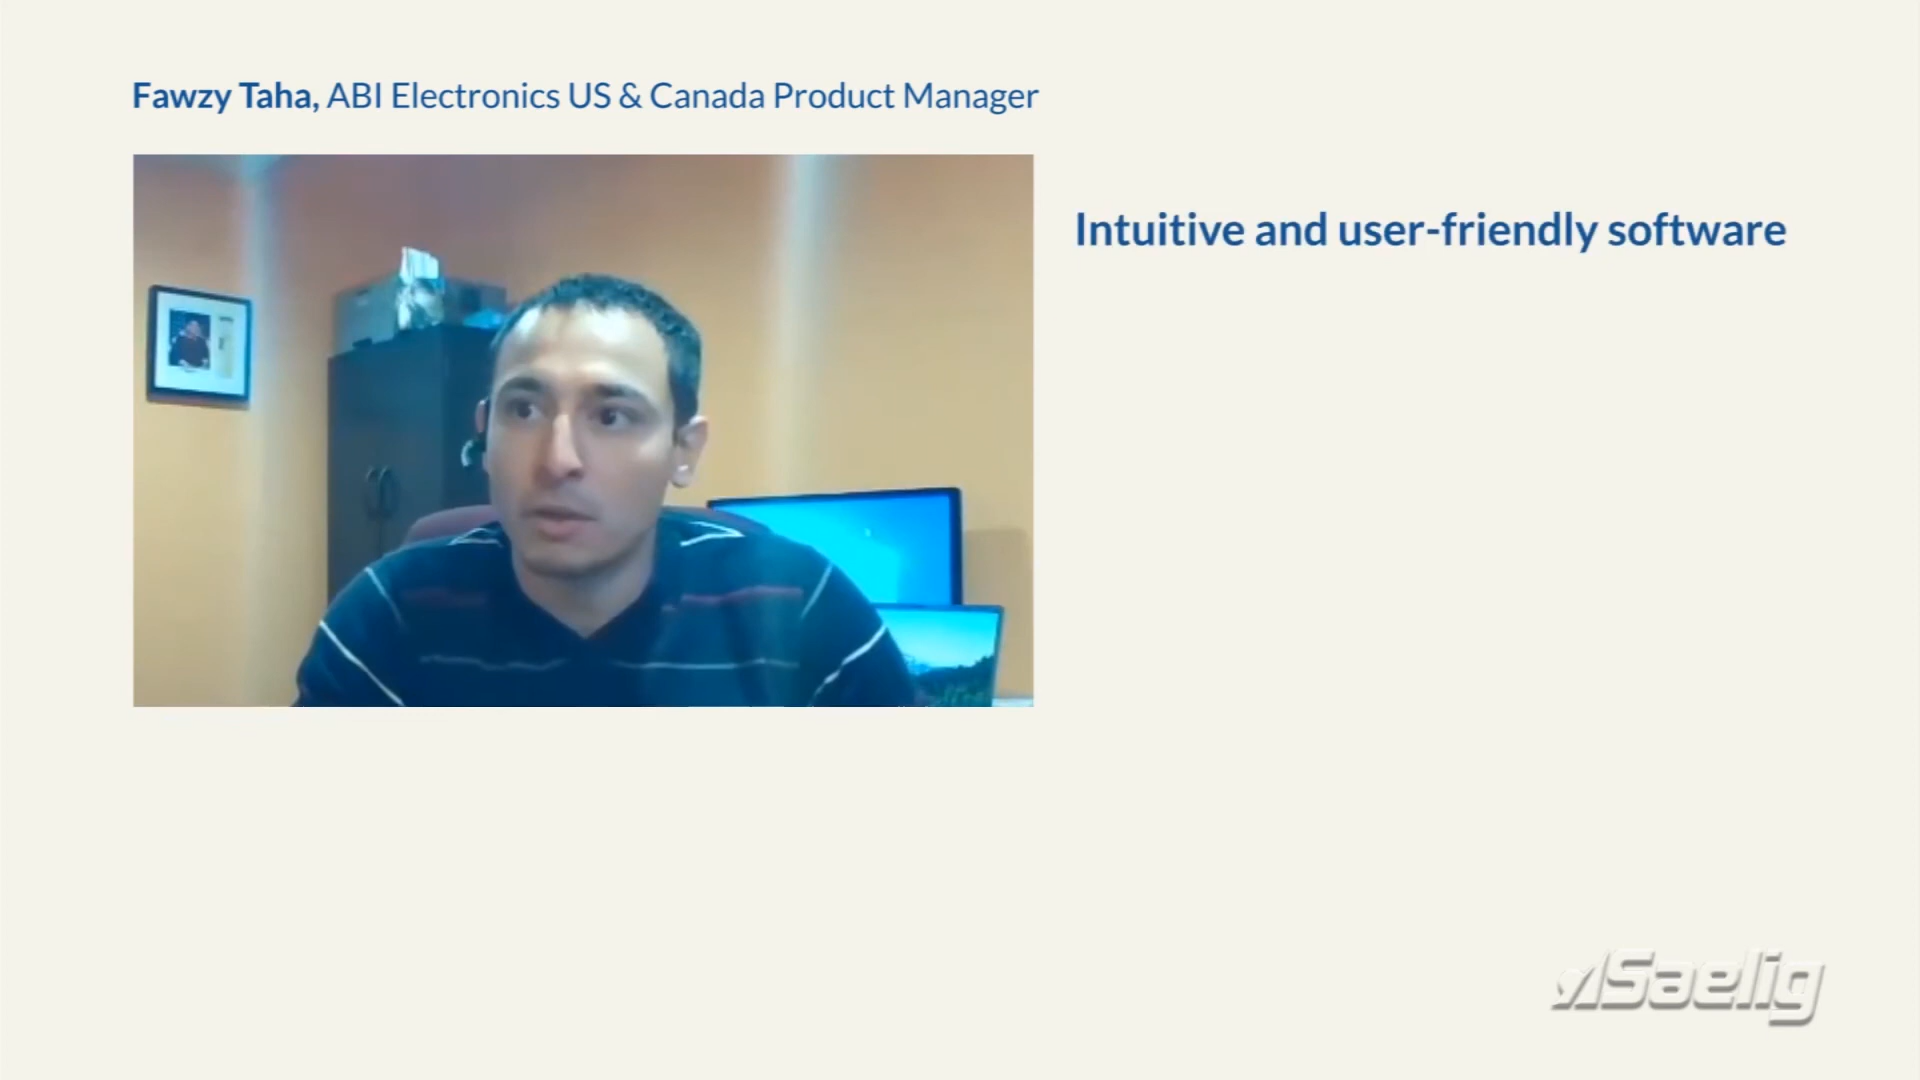 Fawzy Taha, ABI Electronics US & Canada Product Manager
Intuitive and user-friendly software
Saelig